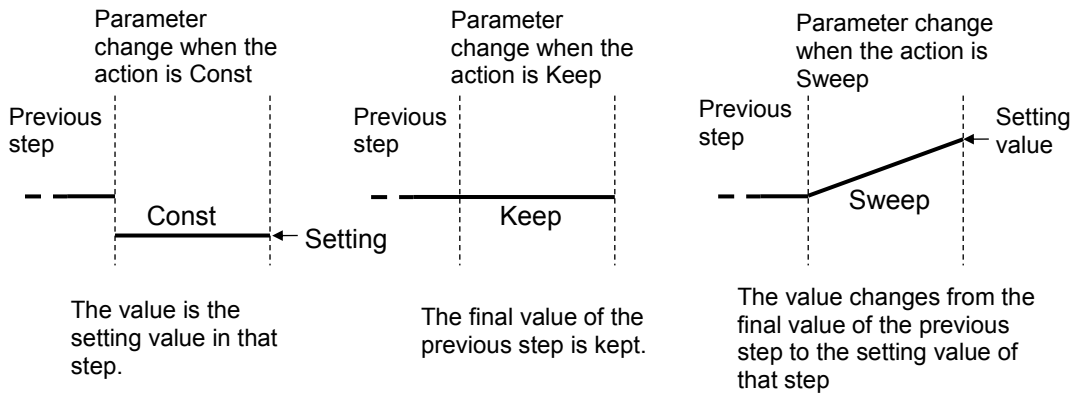 Parameter
change when the
action is Const
Previous
step
Const
Setting
The value is the
setting value in that
step.
Parameter
change when the
action is Keep
Keep
The final value of the
previous step is kept.
Parameter change
when the action is
Sweep
Previous
step
Setting
value
Sweep
The value changes from the
final value of the previous
step to the setting value of
that step